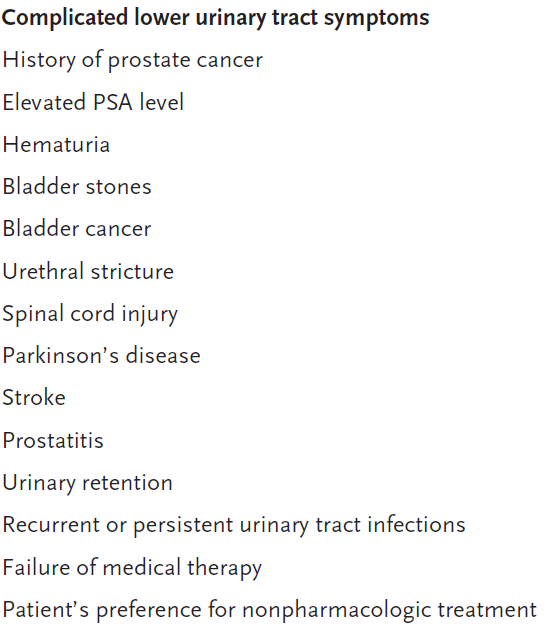 Complicated lower urinary tract symptoms
History of prostate cancer
Elevated PSA level
Hematuria
Bladder stones
Bladder cancer
Urethral stricture
Spinal cord injury
Parkinson’s disease
Stroke
Prostatitis
Urinary retention
Recurrent or persistent urinary tract infections
Failure of medical therapy
Patient’s preference for nonpharmacologic treatment